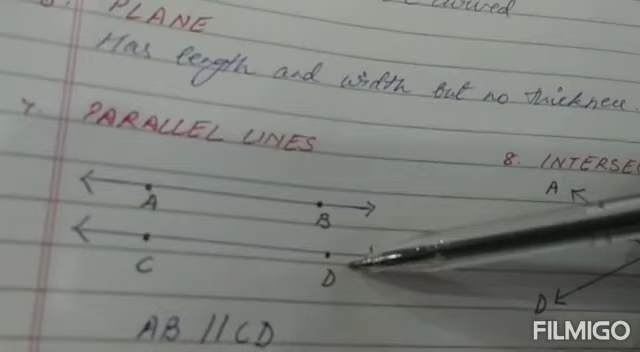 PLANE
Has length and width but no thickness
7. PARALLEL LINES
8. INTERSE
A B
A
C D
D
AB // CD
FILMIGO